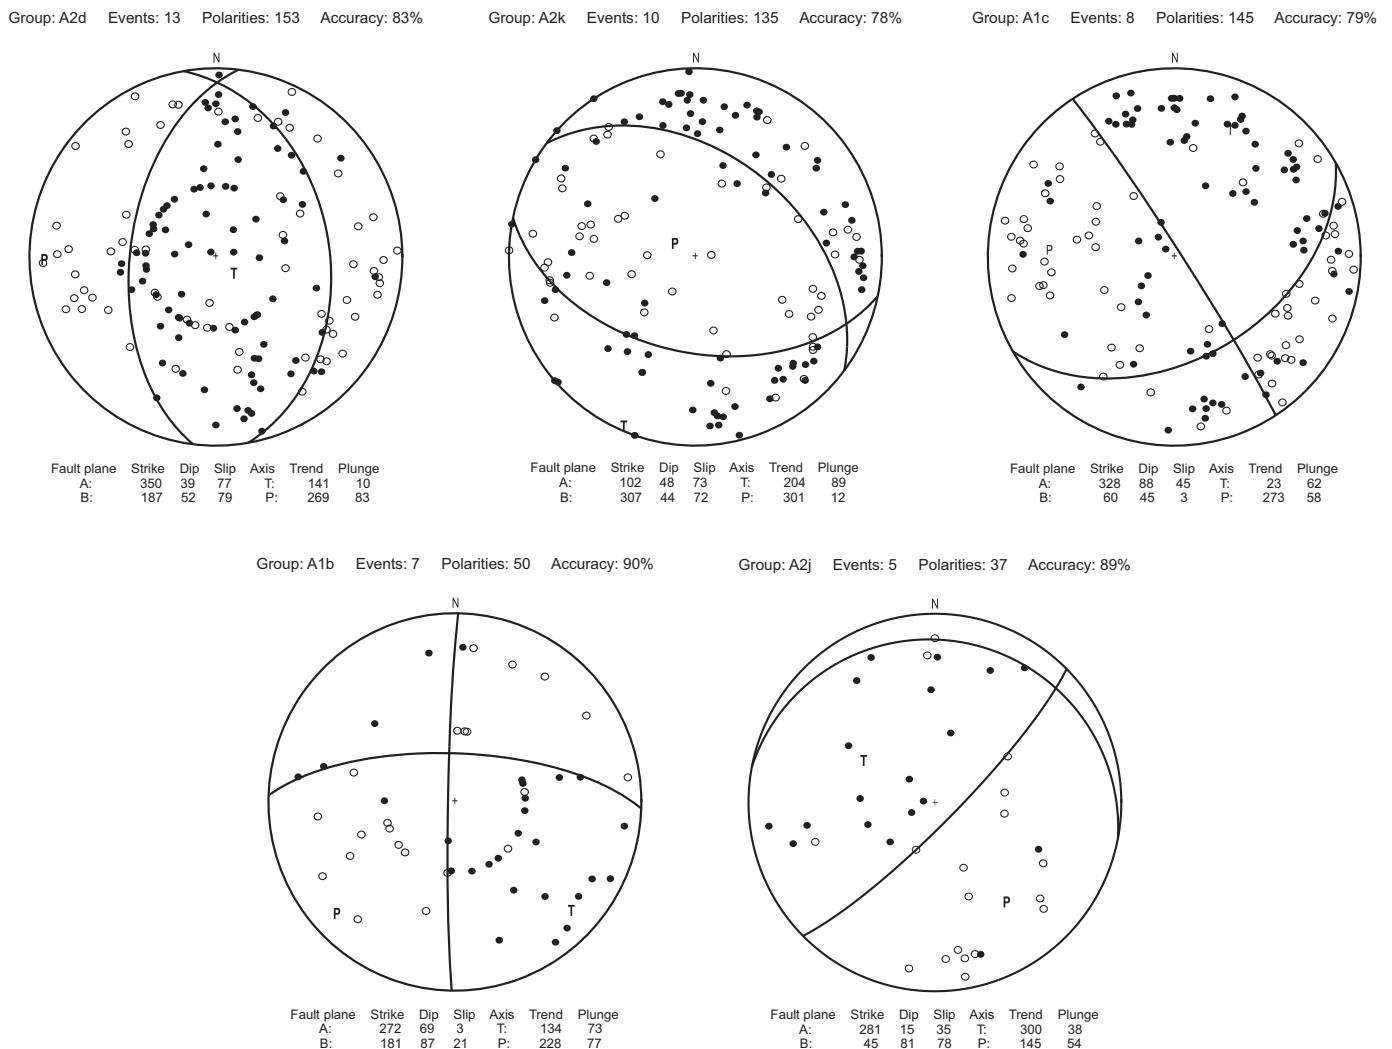 Group: A2d Events: 13 Polarities: 153 Accuracy: 83%
Group: A2k Events: 10 Polarities: 135 Accuracy: 78%
Group: A1c Events: 8 Polarities: 145 Accuracy: 79%
N
N
N
P
T
P
T
T
P
Fault plane Strike Dip Slip Axis Trend Plunge
A: 350 39 77 T: 141 10
B: 187 52 79 P: 269 83
Fault plane Strike Dip Slip Axis Trend Plunge
A: 102 48 73 T: 204 89
B: 307 44 72 P: 301 12
Fault plane Strike Dip Slip Axis Trend Plunge
A: 328 88 45 T: 23 62
B: 60 45 3 P: 273 58
Group: A1b Events: 7 Polarities: 50 Accuracy: 90%
Group: A2j Events: 5 Polarities: 37 Accuracy: 89%
N
N
P
T
T
P
Fault plane Strike Dip Slip Axis Trend Plunge
A: 272 69 3 T: 134 73
B: 181 87 21 P: 228 77
Fault plane Strike Dip Slip Axis Trend Plunge
A: 281 15 35 T: 300 38
B: 45 81 78 P: 145 54